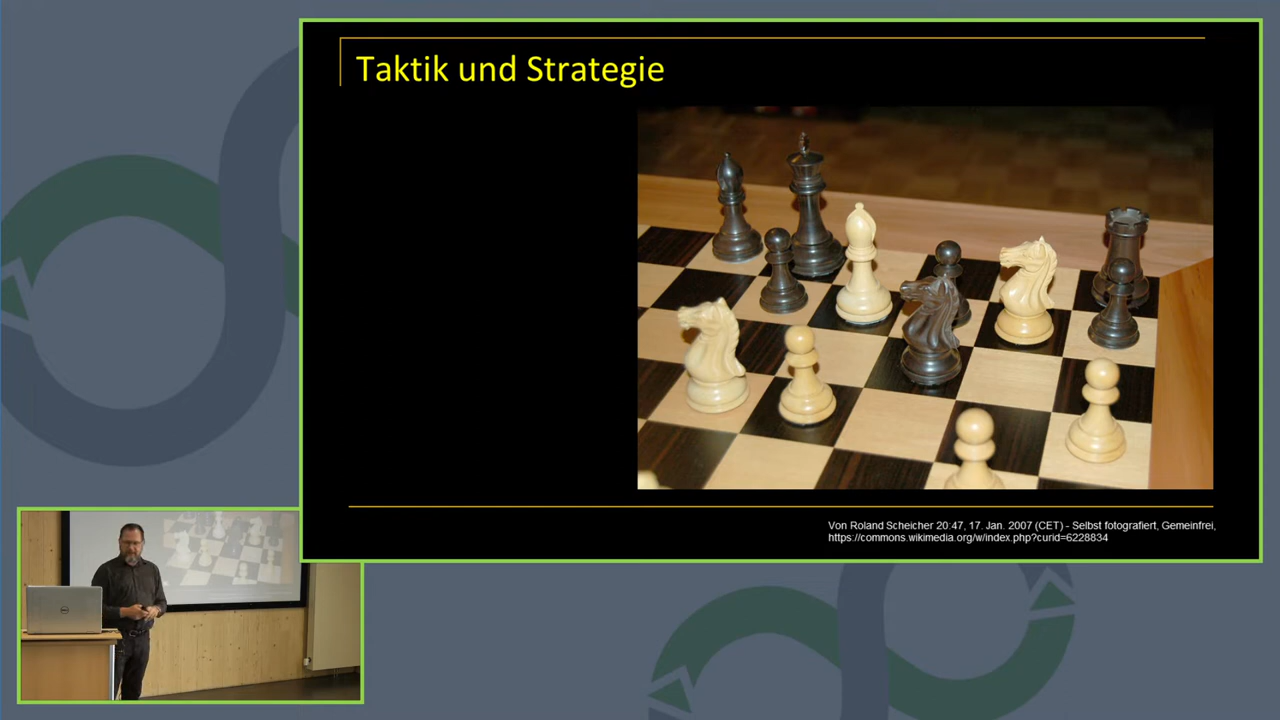 Taktik und Strategie
Von Roland Scheicher 20:47, 17. Jan. 2007 (CET) - Selbst fotografiert, Gemeinfrei,
https://commons.wikimedia.org/w/index.php?curid=6228834